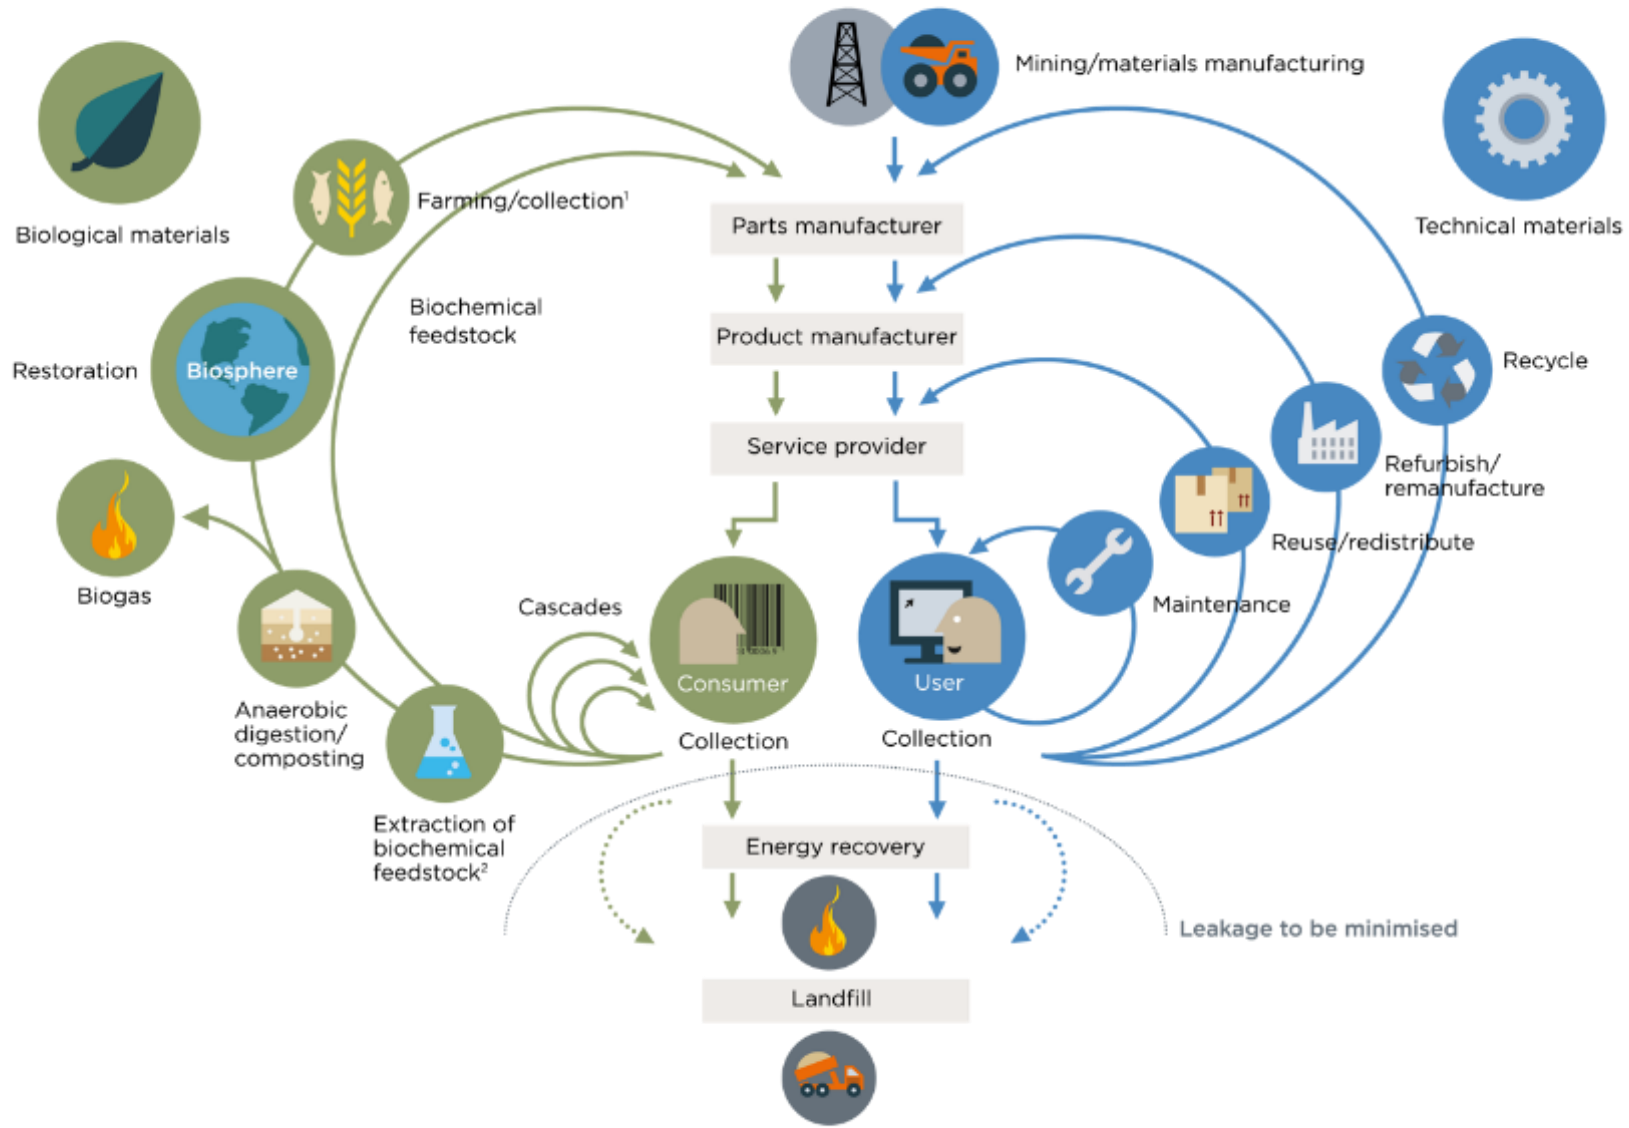 Mining/materials manufacturing
Biological materials
Technical materials
Farming/collection¹
Parts manufacturer
Biochemical
feedstock
Product manufacturer
Restoration
Biosphere
Recycle
Service provider
Refurbish/
remanufacture
Reuse/redistribute
Biogas
Cascades
Maintenance
Consumer
User
Anaerobic
digestion/
composting
Collection
Collection
Extraction of
biochemical
feedstock²
Energy recovery
Leakage to be minimised
Landfill